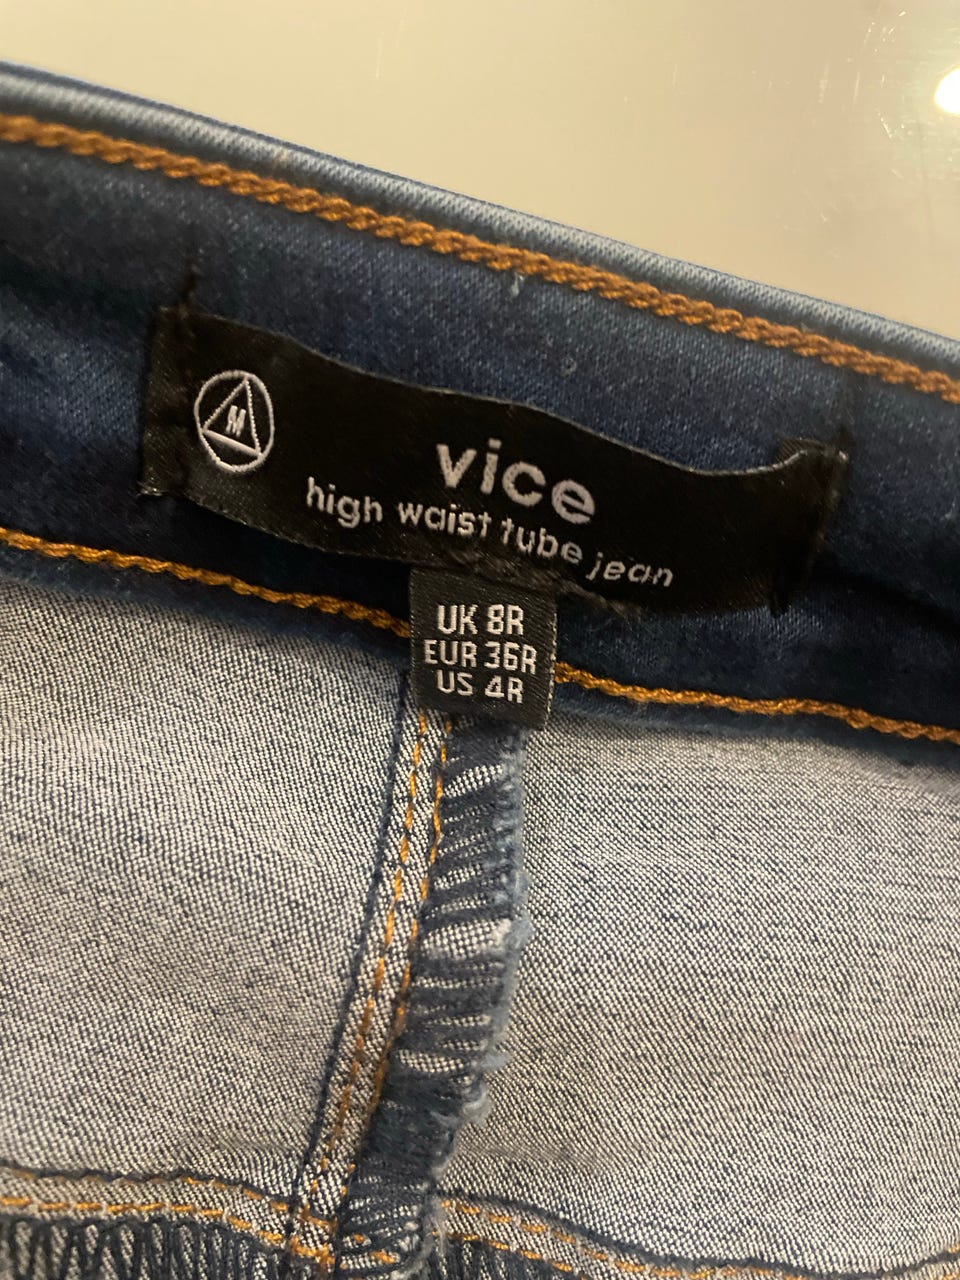 M
vice
high waist tube jean
UK 8R
EUR 36R
US 4R